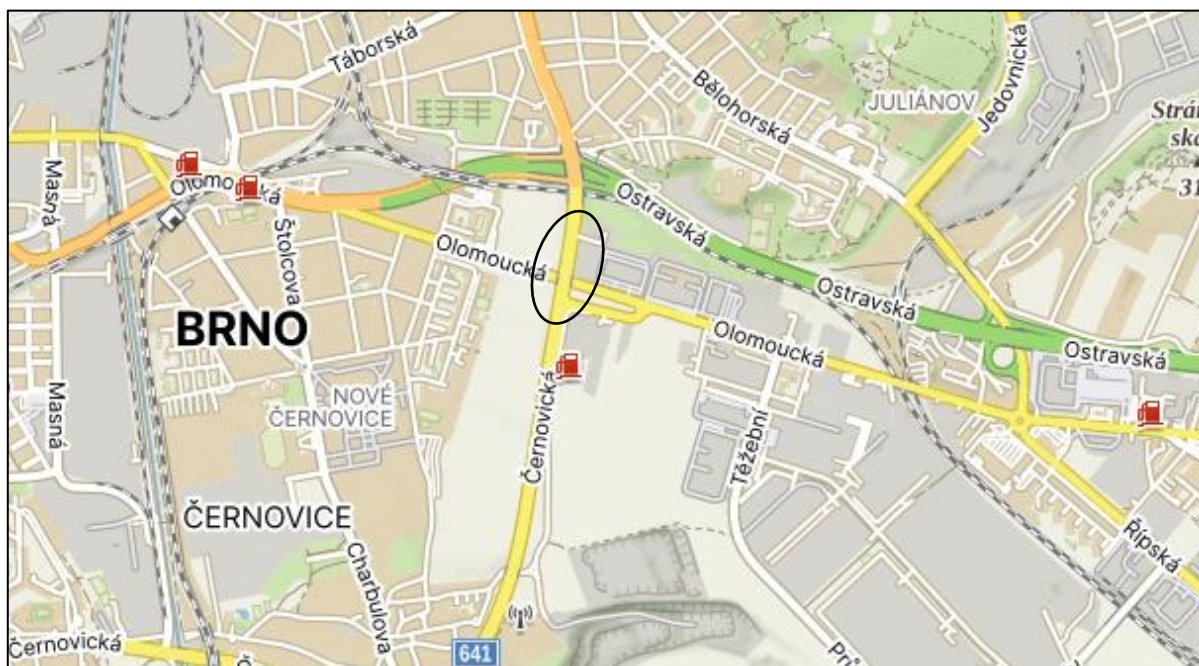 Táborská
Bělohorská
JULIÁNOV
Jedovnická
Masná
Olomoucká
Štolcova
Ostravská
Olomoucká
Ostravská
BRNO
Olomoucká
Ostravská
Masná
NOVÉ
ČERNOVICE
Černovická
Těžební
ČERNOVICE
Charbulova
Řípská
Černovická
641